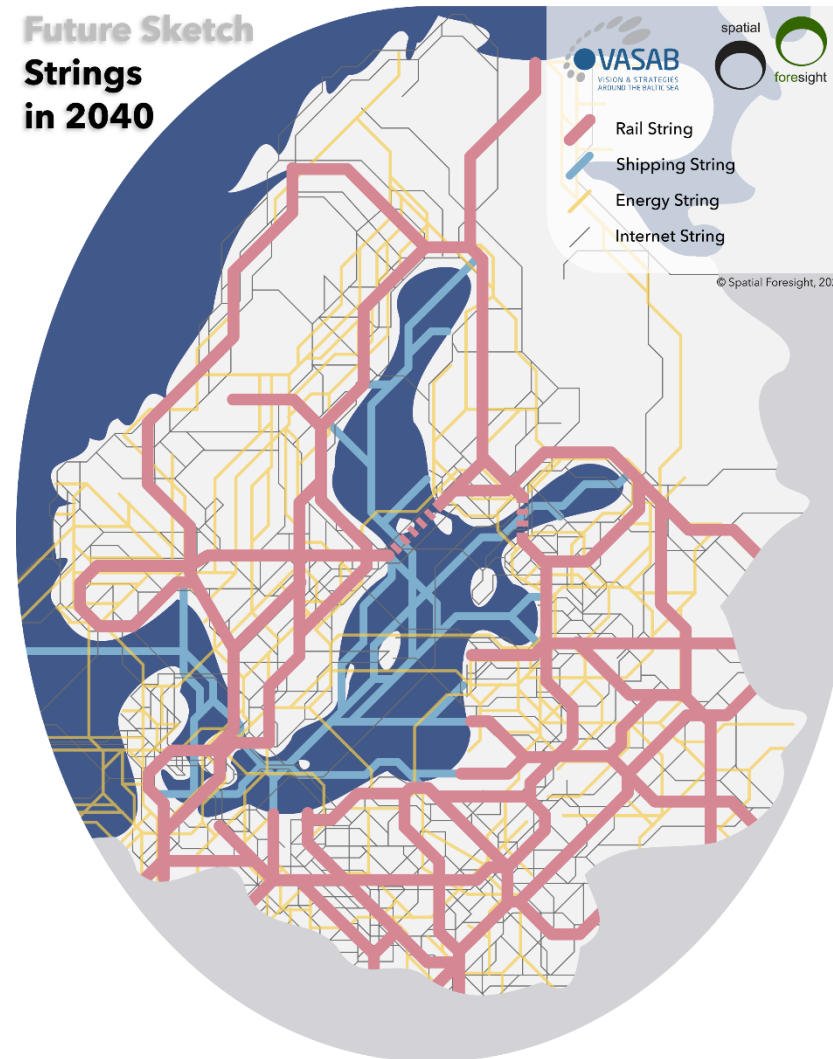 Future Sketch
Strings
in 2040
VASAB
VISION & STRATEGIES
AROUND THE BALTIC SEA
spatial
foresight
Rail String
Shipping String
Energy String
Internet String
© Spatial Foresight, 202